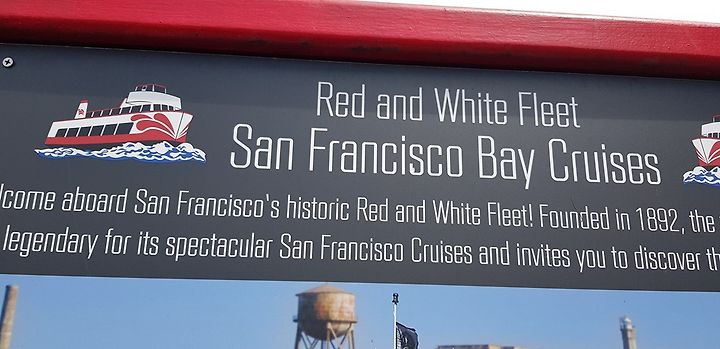 Red and White Fleet
San Francisco Bay Cruises
lcome aboard San Francisco's historic Red and White Fleet! Founded in 1892, the
legendary for its spectacular San Francisco Cruises and invites you to discover th